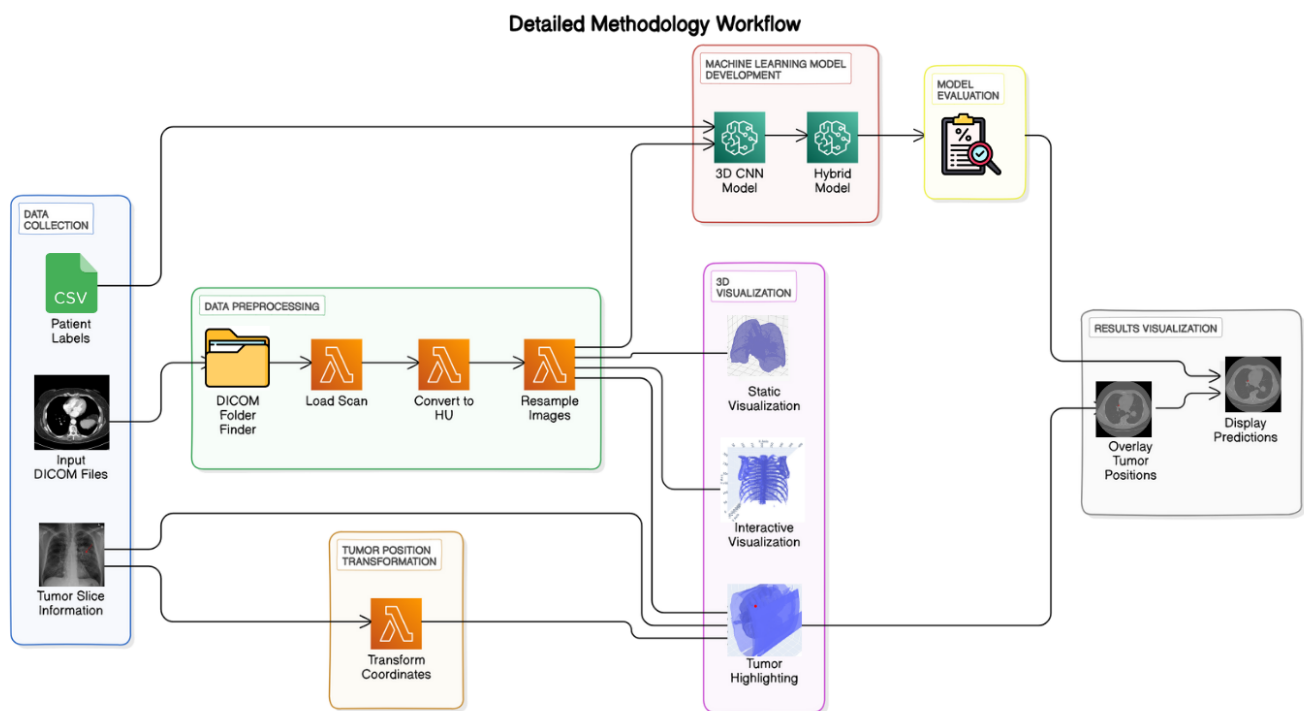 Detailed Methodology Workflow
MACHINE LEARNING MODEL
DEVELOPMENT
3D CNN
Model
Hybrid
Model
MODEL
EVALUATION
%
DATA
COLLECTION
CSV
Patient
Labels
Input
DICOM Files
Tumor Slice
Information
DATA PREPROCESSING
DICOM
Folder
Finder
Load Scan
Convert to
HU
Resample
Images
TUMOR POSITION
TRANSFORMATION
Transform
Coordinates
3D
VISUALIZATION
Static
Visualization
Interactive
Visualization
Tumor
Highlighting
RESULTS VISUALIZATION
Overlay
Tumor
Positions
Display
Predictions